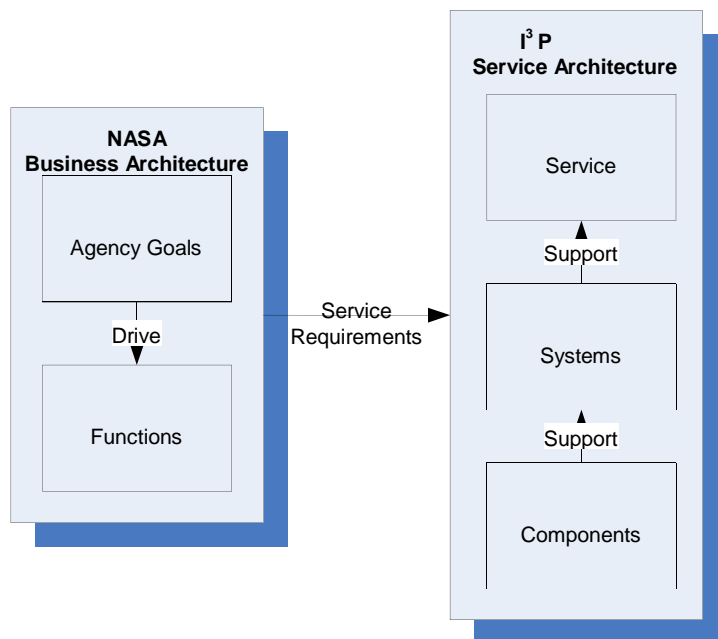 NASA
Business Architecture
Agency Goals
Drive
Functions
Service
Requirements
I³ P
Service Architecture
Service
Support
Systems
Support
Components